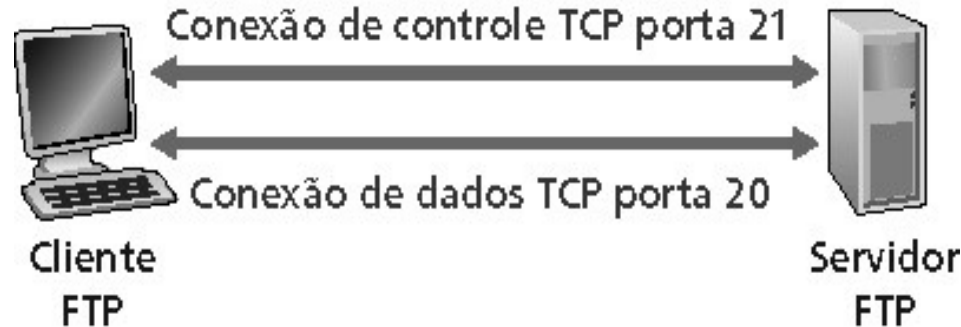 Conexão de controle TCP porta 21
Conexão de dados TCP porta 20
Cliente
FTP
Servidor
FTP